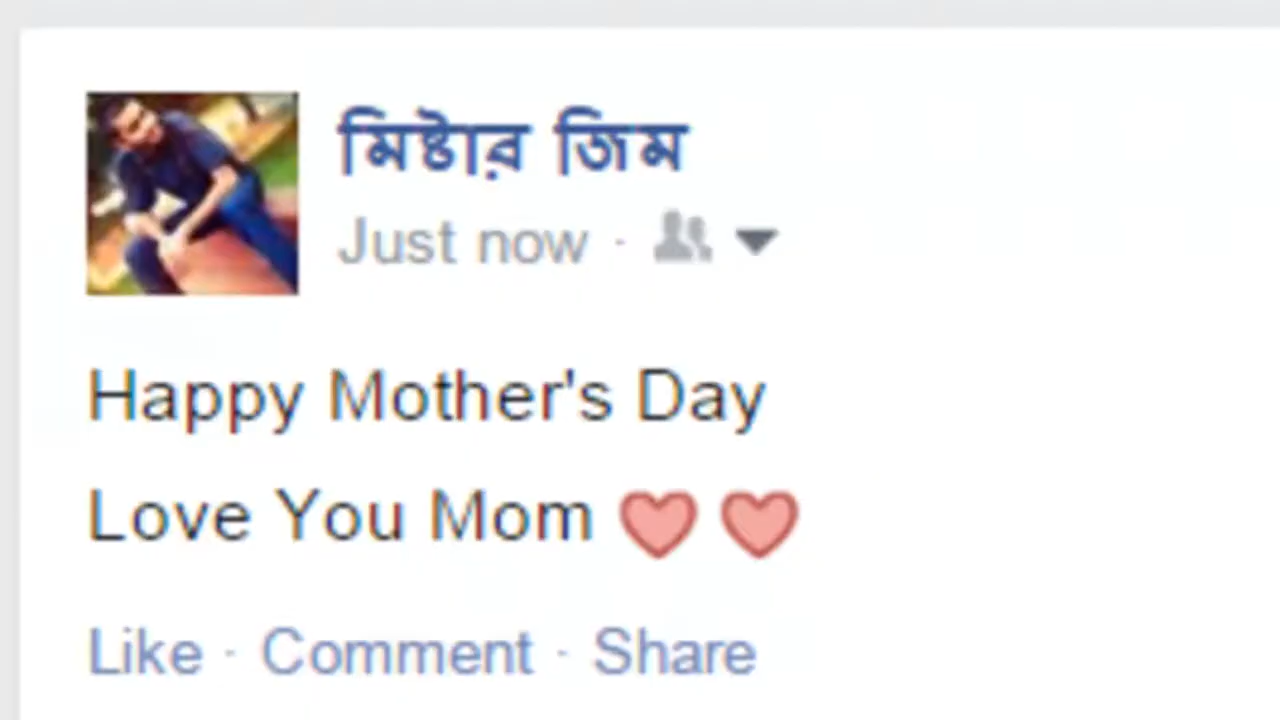 মিষ্টার জিম
Just now ·
Happy Mother's Day
Love You Mom
Like · Comment · Share